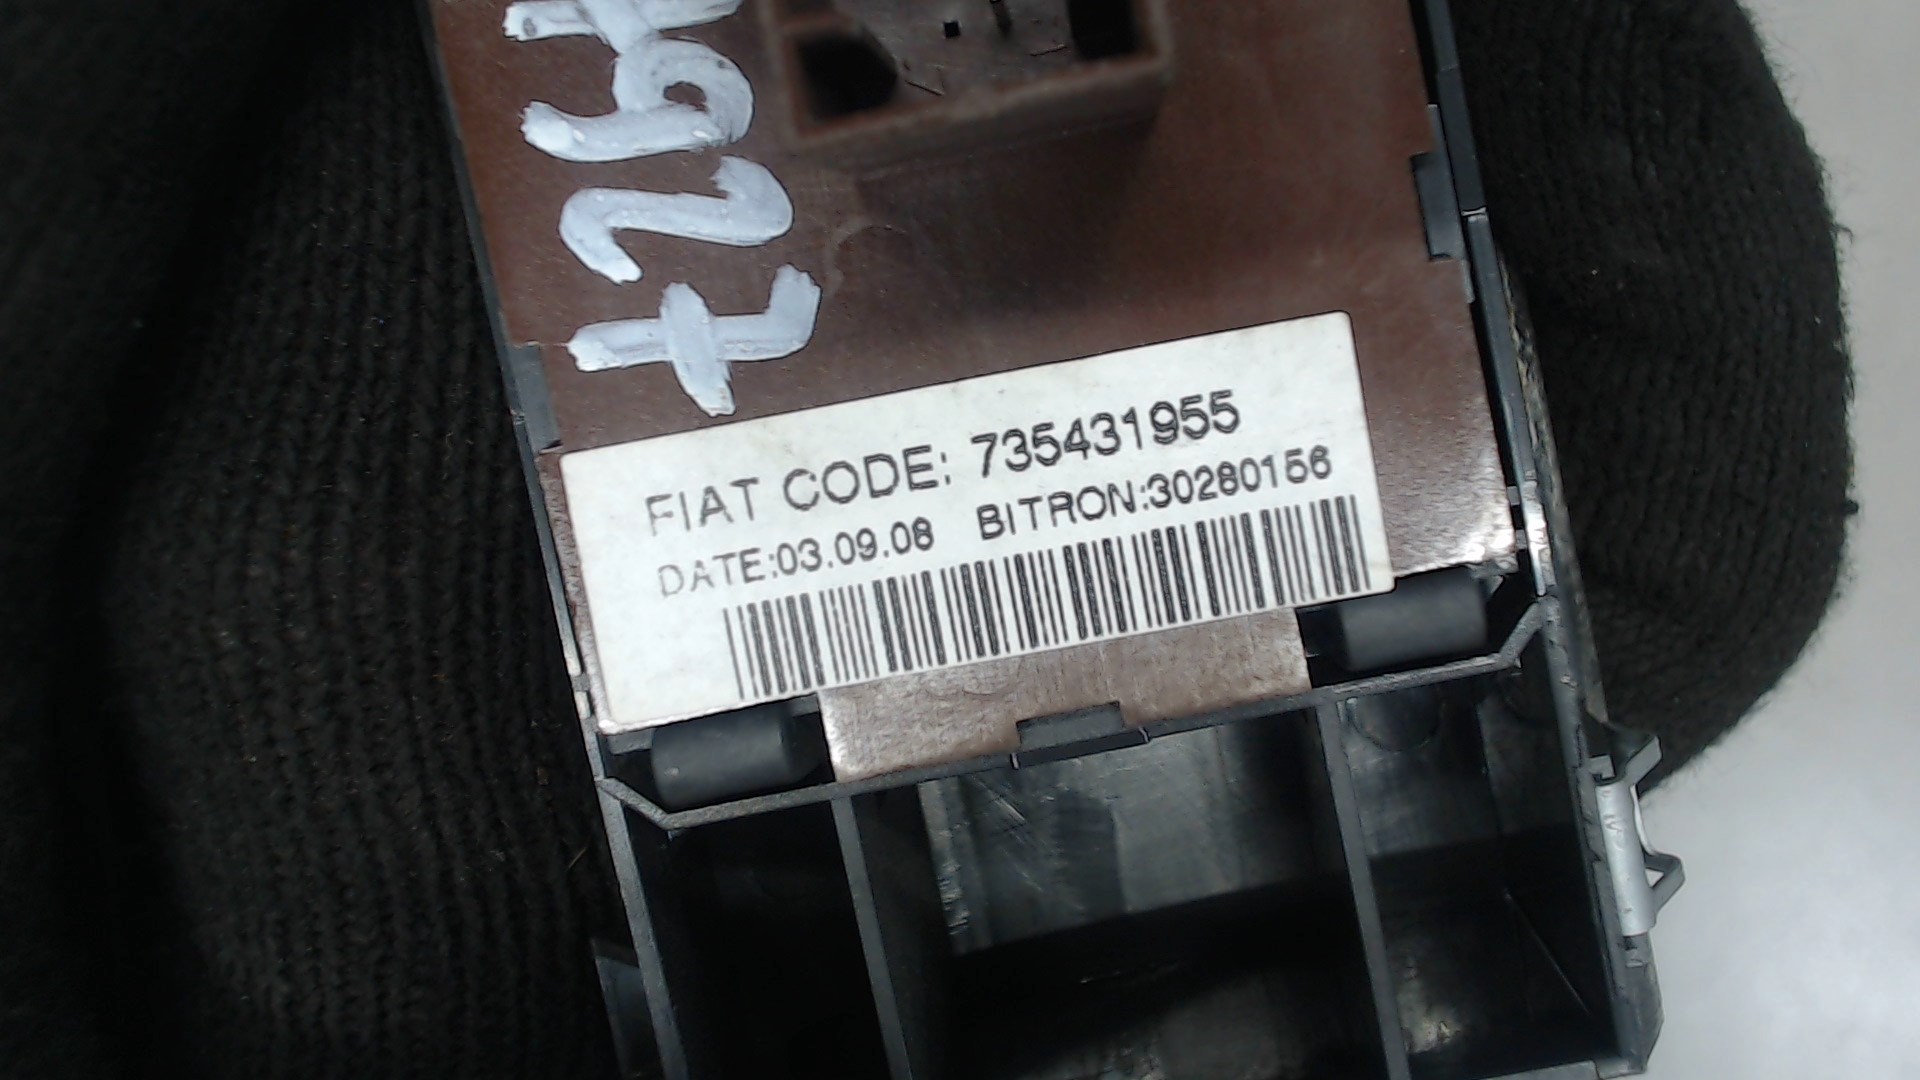 FIAT CODE: 735431955
DATE:03.09.08 BITRON:30280156